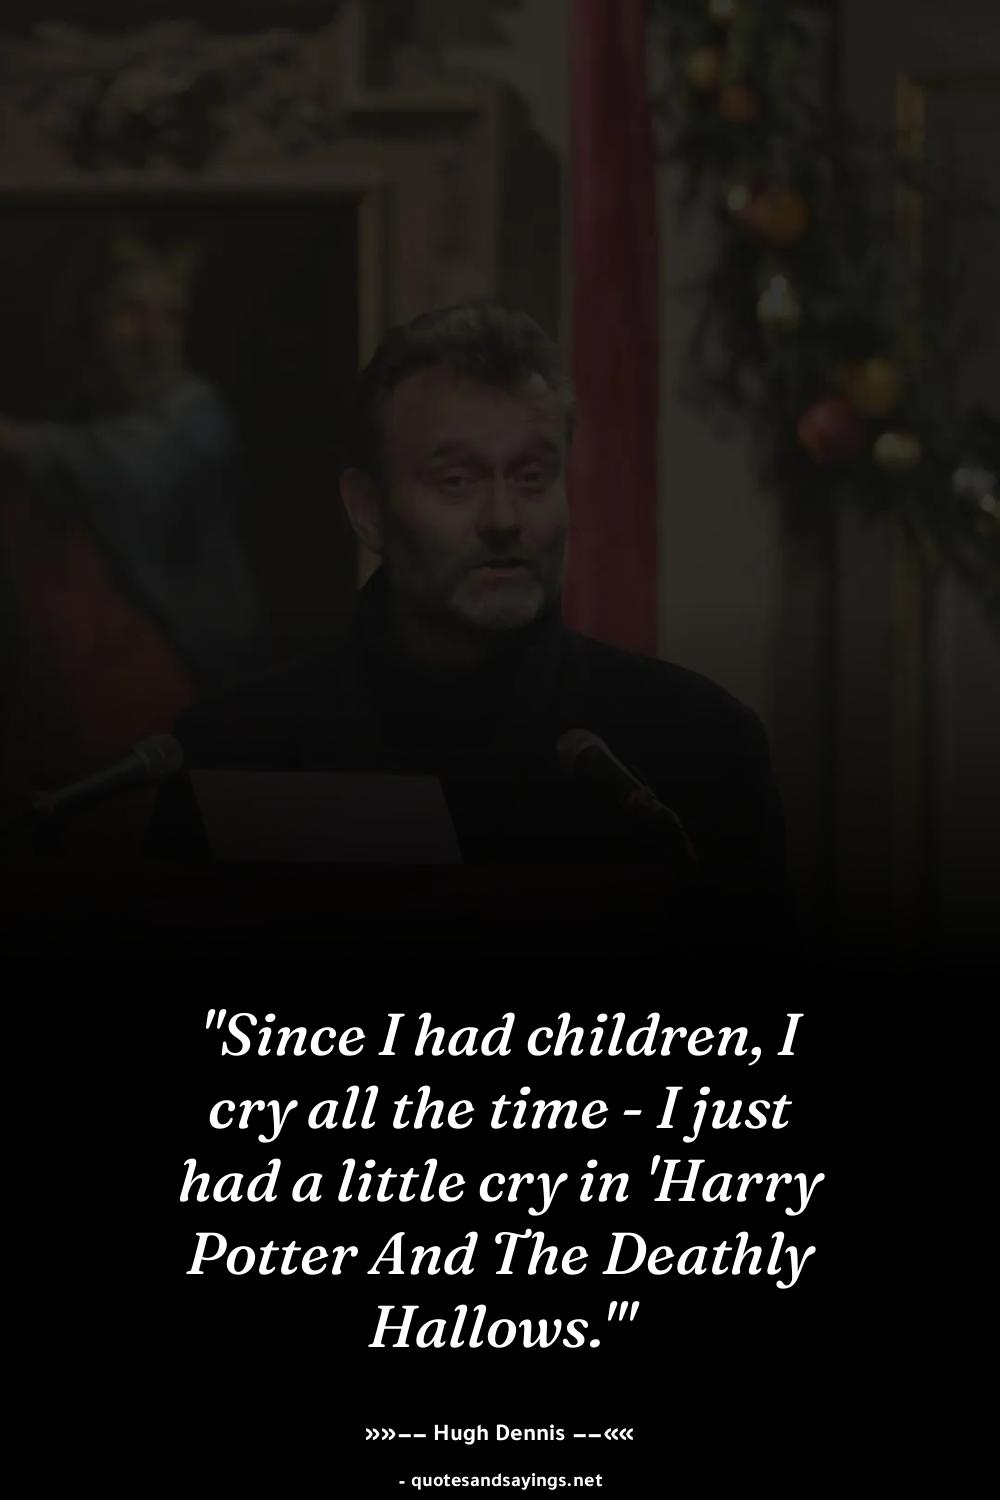 "Since I had children, I
cry all the time - I just
had a little cry in 'Harry
Potter And The Deathly
Hallows.'"
»»−− Hugh Dennis −−««
- quotesandsayings.net